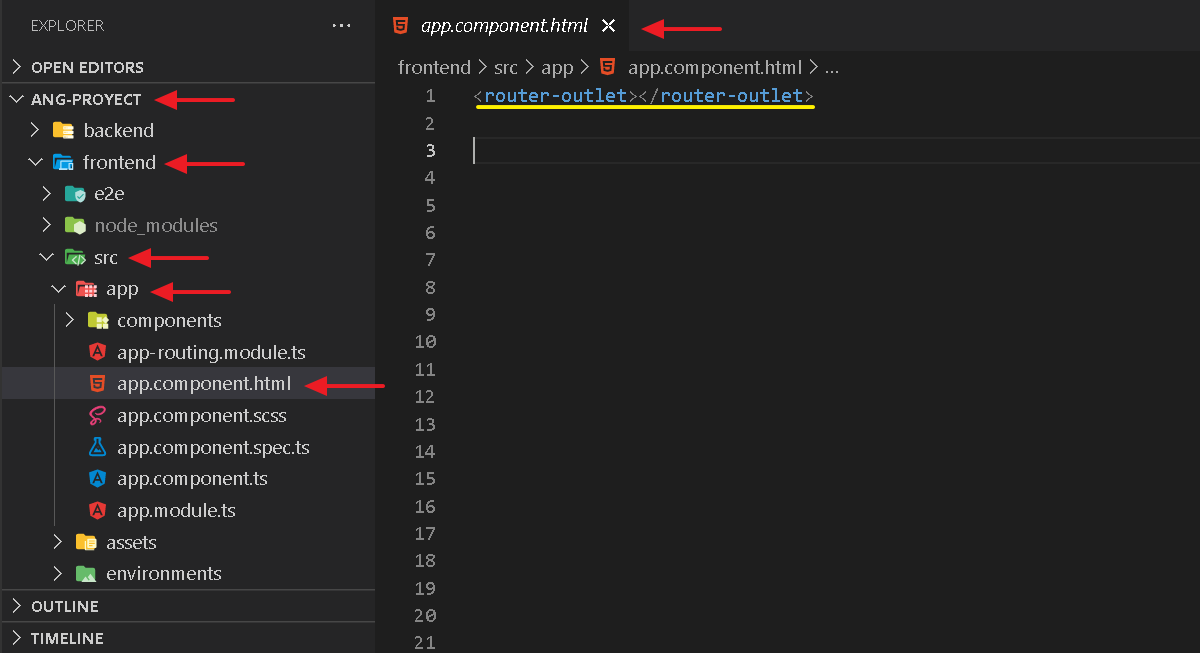 EXPLORER ...
OPEN EDITORS
ANG-PROYECT
backend
frontend
e2e
node_modules
src
app
components
app-routing.module.ts
app.component.html
app.component.scss
app.component.spec.ts
app.component.ts
app.module.ts
assets
environments
OUTLINE
TIMELINE
app.component.html
frontend > src > app > app.component.html > ...
1 <router-outlet></router-outlet>
2
3
4
5
6
7
8
9
10
11
12
13
14
15
16
17
18
19
20
21